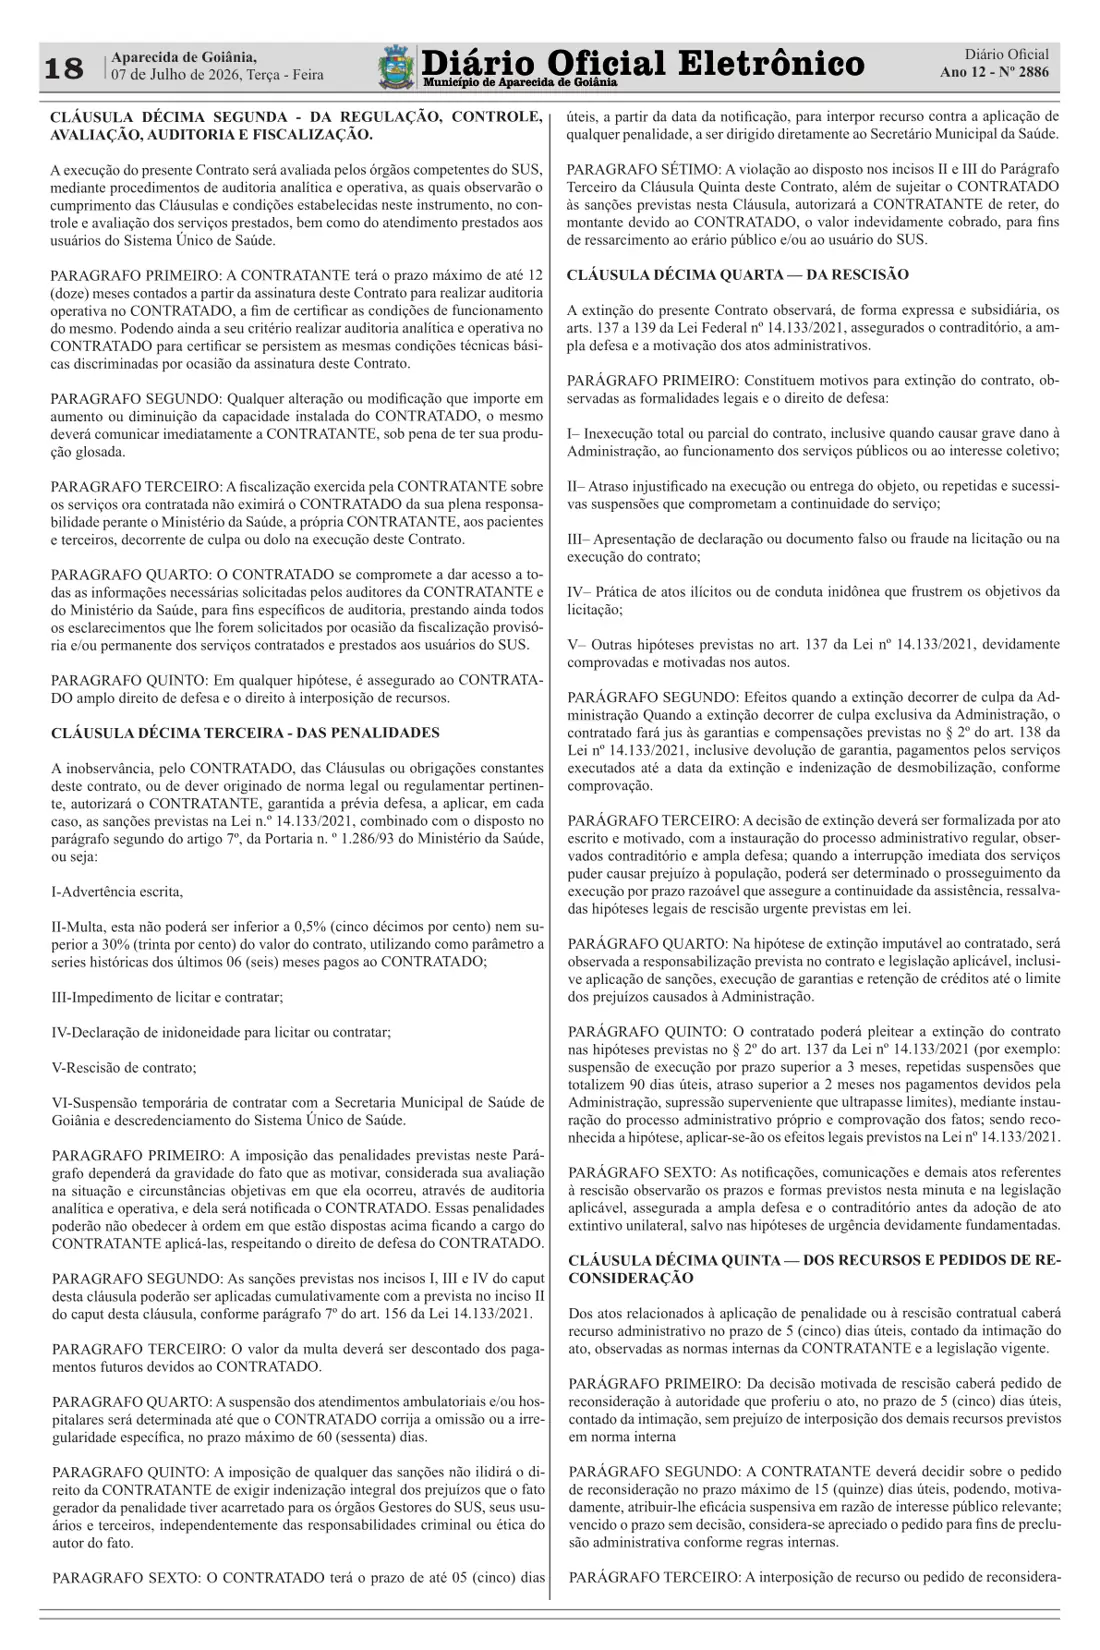 18
Aparecida de Goiânia,
07 de Julho de 2026, Terça - Feira
Diário Oficial Eletrônico
Município de Aparecida de Goiânia
Diário Oficial
Ano 12 - Nº 2886
CLÁUSULA DÉCIMA SEGUNDA - DA REGULAÇÃO, CONTROLE,
AVALIAÇÃO, AUDITORIA E FISCALIZAÇÃO.
A execução do presente Contrato será avaliada pelos órgãos competentes do SUS,
mediante procedimentos de auditoria analítica e operativa, as quais observarão o
cumprimento das Cláusulas e condições estabelecidas neste instrumento, no con-
trole e avaliação dos serviços prestados, bem como do atendimento prestados aos
usuários do Sistema Único de Saúde.
PARAGRAFO PRIMEIRO: A CONTRATANTE terá o prazo máximo de até 12
(doze) meses contados a partir da assinatura deste Contrato para realizar auditoria
operativa no CONTRATADO, a fim de certificar as condições de funcionamento
do mesmo. Podendo ainda a seu critério realizar auditoria analítica e operativa no
CONTRATADO para certificar se persistem as mesmas condições técnicas bási-
cas discriminadas por ocasião da assinatura deste Contrato.
PARAGRAFO SEGUNDO: Qualquer alteração ou modificação que importe em
aumento ou diminuição da capacidade instalada do CONTRATADO, o mesmo
deverá comunicar imediatamente a CONTRATANTE, sob pena de ter sua produ-
ção glosada.
PARAGRAFO TERCEIRO: A fiscalização exercida pela CONTRATANTE sobre
os serviços ora contratada não eximirá o CONTRATADO da sua plena responsa-
bilidade perante o Ministério da Saúde, a própria CONTRATANTE, aos pacientes
e terceiros, decorrente de culpa ou dolo na execução deste Contrato.
PARAGRAFO QUARTO: O CONTRATADO se compromete a dar acesso a to-
das as informações necessárias solicitadas pelos auditores da CONTRATANTE e
do Ministério da Saúde, para fins específicos de auditoria, prestando ainda todos
os esclarecimentos que lhe forem solicitados por ocasião da fiscalização provisó-
ria e/ou permanente dos serviços contratados e prestados aos usuários do SUS.
PARAGRAFO QUINTO: Em qualquer hipótese, é assegurado ao CONTRATA-
DO amplo direito de defesa e o direito à interposição de recursos.
CLÁUSULA DÉCIMA TERCEIRA - DAS PENALIDADES
A inobservância, pelo CONTRATADO, das Cláusulas ou obrigações constantes
deste contrato, ou de dever originado de norma legal ou regulamentar pertinen-
te, autorizará o CONTRATANTE, garantida a prévia defesa, a aplicar, em cada
caso, as sanções previstas na Lei n.º 14.133/2021, combinado com o disposto no
parágrafo segundo do artigo 7º, da Portaria n. º 1.286/93 do Ministério da Saúde,
ou seja:
I-Advertência escrita,
II-Multa, esta não poderá ser inferior a 0,5% (cinco décimos por cento) nem su-
perior a 30% (trinta por cento) do valor do contrato, utilizando como parâmetro a
series históricas dos últimos 06 (seis) meses pagos ao CONTRATADO;
III-Impedimento de licitar e contratar;
IV-Declaração de inidoneidade para licitar ou contratar;
V-Rescisão de contrato;
VI-Suspensão temporária de contratar com a Secretaria Municipal de Saúde de
Goiânia e descredenciamento do Sistema Único de Saúde.
PARAGRAFO PRIMEIRO: A imposição das penalidades previstas neste Pará-
grafo dependerá da gravidade do fato que as motivar, considerada sua avaliação
na situação e circunstâncias objetivas em que ela ocorreu, através de auditoria
analítica e operativa, e dela será notificada o CONTRATADO. Essas penalidades
poderão não obedecer à ordem em que estão dispostas acima ficando a cargo do
CONTRATANTE aplicá-las, respeitando o direito de defesa do CONTRATADO.
PARAGRAFO SEGUNDO: As sanções previstas nos incisos I, III e IV do caput
desta cláusula poderão ser aplicadas cumulativamente com a prevista no inciso II
do caput desta cláusula, conforme parágrafo 7º do art. 156 da Lei 14.133/2021.
PARAGRAFO TERCEIRO: O valor da multa deverá ser descontado dos paga-
mentos futuros devidos ao CONTRATADO.
PARAGRAFO QUARTO: A suspensão dos atendimentos ambulatoriais e/ou hos-
pitalares será determinada até que o CONTRATADO corrija a omissão ou a irre-
gularidade específica, no prazo máximo de 60 (sessenta) dias.
PARAGRAFO QUINTO: A imposição de qualquer das sanções não ilidirá o di-
reito da CONTRATANTE de exigir indenização integral dos prejuízos que o fato
gerador da penalidade tiver acarretado para os órgãos Gestores do SUS, seus usu-
ários e terceiros, independentemente das responsabilidades criminal ou ética do
autor do fato.
PARAGRAFO SEXTO: O CONTRATADO terá o prazo de até 05 (cinco) dias
úteis, a partir da data da notificação, para interpor recurso contra a aplicação de
qualquer penalidade, a ser dirigido diretamente ao Secretário Municipal da Saúde.
PARAGRAFO SÉTIMO: A violação ao disposto nos incisos II e III do Parágrafo
Terceiro da Cláusula Quinta deste Contrato, além de sujeitar o CONTRATADO
às sanções previstas nesta Cláusula, autorizará a CONTRATANTE de reter, do
montante devido ao CONTRATADO, o valor indevidamente cobrado, para fins
de ressarcimento ao erário público e/ou ao usuário do SUS.
CLÁUSULA DÉCIMA QUARTA — DA RESCISÃO
A extinção do presente Contrato observará, de forma expressa e subsidiária, os
arts. 137 a 139 da Lei Federal nº 14.133/2021, assegurados o contraditório, a am-
pla defesa e a motivação dos atos administrativos.
PARÁGRAFO PRIMEIRO: Constituem motivos para extinção do contrato, ob-
servadas as formalidades legais e o direito de defesa:
I– Inexecução total ou parcial do contrato, inclusive quando causar grave dano à
Administração, ao funcionamento dos serviços públicos ou ao interesse coletivo;
II– Atraso injustificado na execução ou entrega do objeto, ou repetidas e sucessi-
vas suspensões que comprometam a continuidade do serviço;
III– Apresentação de declaração ou documento falso ou fraude na licitação ou na
execução do contrato;
IV– Prática de atos ilícitos ou de conduta inidônea que frustrem os objetivos da
licitação;
V– Outras hipóteses previstas no art. 137 da Lei nº 14.133/2021, devidamente
comprovadas e motivadas nos autos.
PARÁGRAFO SEGUNDO: Efeitos quando a extinção decorrer de culpa da Ad-
ministração Quando a extinção decorrer de culpa exclusiva da Administração, o
contratado fará jus às garantias e compensações previstas no § 2º do art. 138 da
Lei nº 14.133/2021, inclusive devolução de garantia, pagamentos pelos serviços
executados até a data da extinção e indenização de desmobilização, conforme
comprovação.
PARÁGRAFO TERCEIRO: A decisão de extinção deverá ser formalizada por ato
escrito e motivado, com a instauração do processo administrativo regular, obser-
vados contraditório e ampla defesa; quando a interrupção imediata dos serviços
puder causar prejuízo à população, poderá ser determinado o prosseguimento da
execução por prazo razoável que assegure a continuidade da assistência, ressalva-
das hipóteses legais de rescisão urgente previstas em lei.
PARÁGRAFO QUARTO: Na hipótese de extinção imputável ao contratado, será
observada a responsabilização prevista no contrato e legislação aplicável, inclusi-
ve aplicação de sanções, execução de garantias e retenção de créditos até o limite
dos prejuízos causados à Administração.
PARÁGRAFO QUINTO: O contratado poderá pleitear a extinção do contrato
nas hipóteses previstas no § 2º do art. 137 da Lei nº 14.133/2021 (por exemplo:
suspensão de execução por prazo superior a 3 meses, repetidas suspensões que
totalizem 90 dias úteis, atraso superior a 2 meses nos pagamentos devidos pela
Administração, supressão superveniente que ultrapasse limites), mediante instau-
ração do processo administrativo próprio e comprovação dos fatos; sendo reco-
nhecida a hipótese, aplicar-se-ão os efeitos legais previstos na Lei nº 14.133/2021.
PARÁGRAFO SEXTO: As notificações, comunicações e demais atos referentes
à rescisão observarão os prazos e formas previstos nesta minuta e na legislação
aplicável, assegurada a ampla defesa e o contraditório antes da adoção de ato
extintivo unilateral, salvo nas hipóteses de urgência devidamente fundamentadas.
CLÁUSULA DÉCIMA QUINTA — DOS RECURSOS E PEDIDOS DE RE-
CONSIDERAÇÃO
Dos atos relacionados à aplicação de penalidade ou à rescisão contratual caberá
recurso administrativo no prazo de 5 (cinco) dias úteis, contado da intimação do
ato, observadas as normas internas da CONTRATANTE e a legislação vigente.
PARÁGRAFO PRIMEIRO: Da decisão motivada de rescisão caberá pedido de
reconsideração à autoridade que proferiu o ato, no prazo de 5 (cinco) dias úteis,
contado da intimação, sem prejuízo de interposição dos demais recursos previstos
em norma interna
PARÁGRAFO SEGUNDO: A CONTRATANTE deverá decidir sobre o pedido
de reconsideração no prazo máximo de 15 (quinze) dias úteis, podendo, motiva-
damente, atribuir-lhe eficácia suspensiva em razão de interesse público relevante;
vencido o prazo sem decisão, considera-se apreciado o pedido para fins de preclu-
são administrativa conforme regras internas.
PARÁGRAFO TERCEIRO: A interposição de recurso ou pedido de reconsidera-